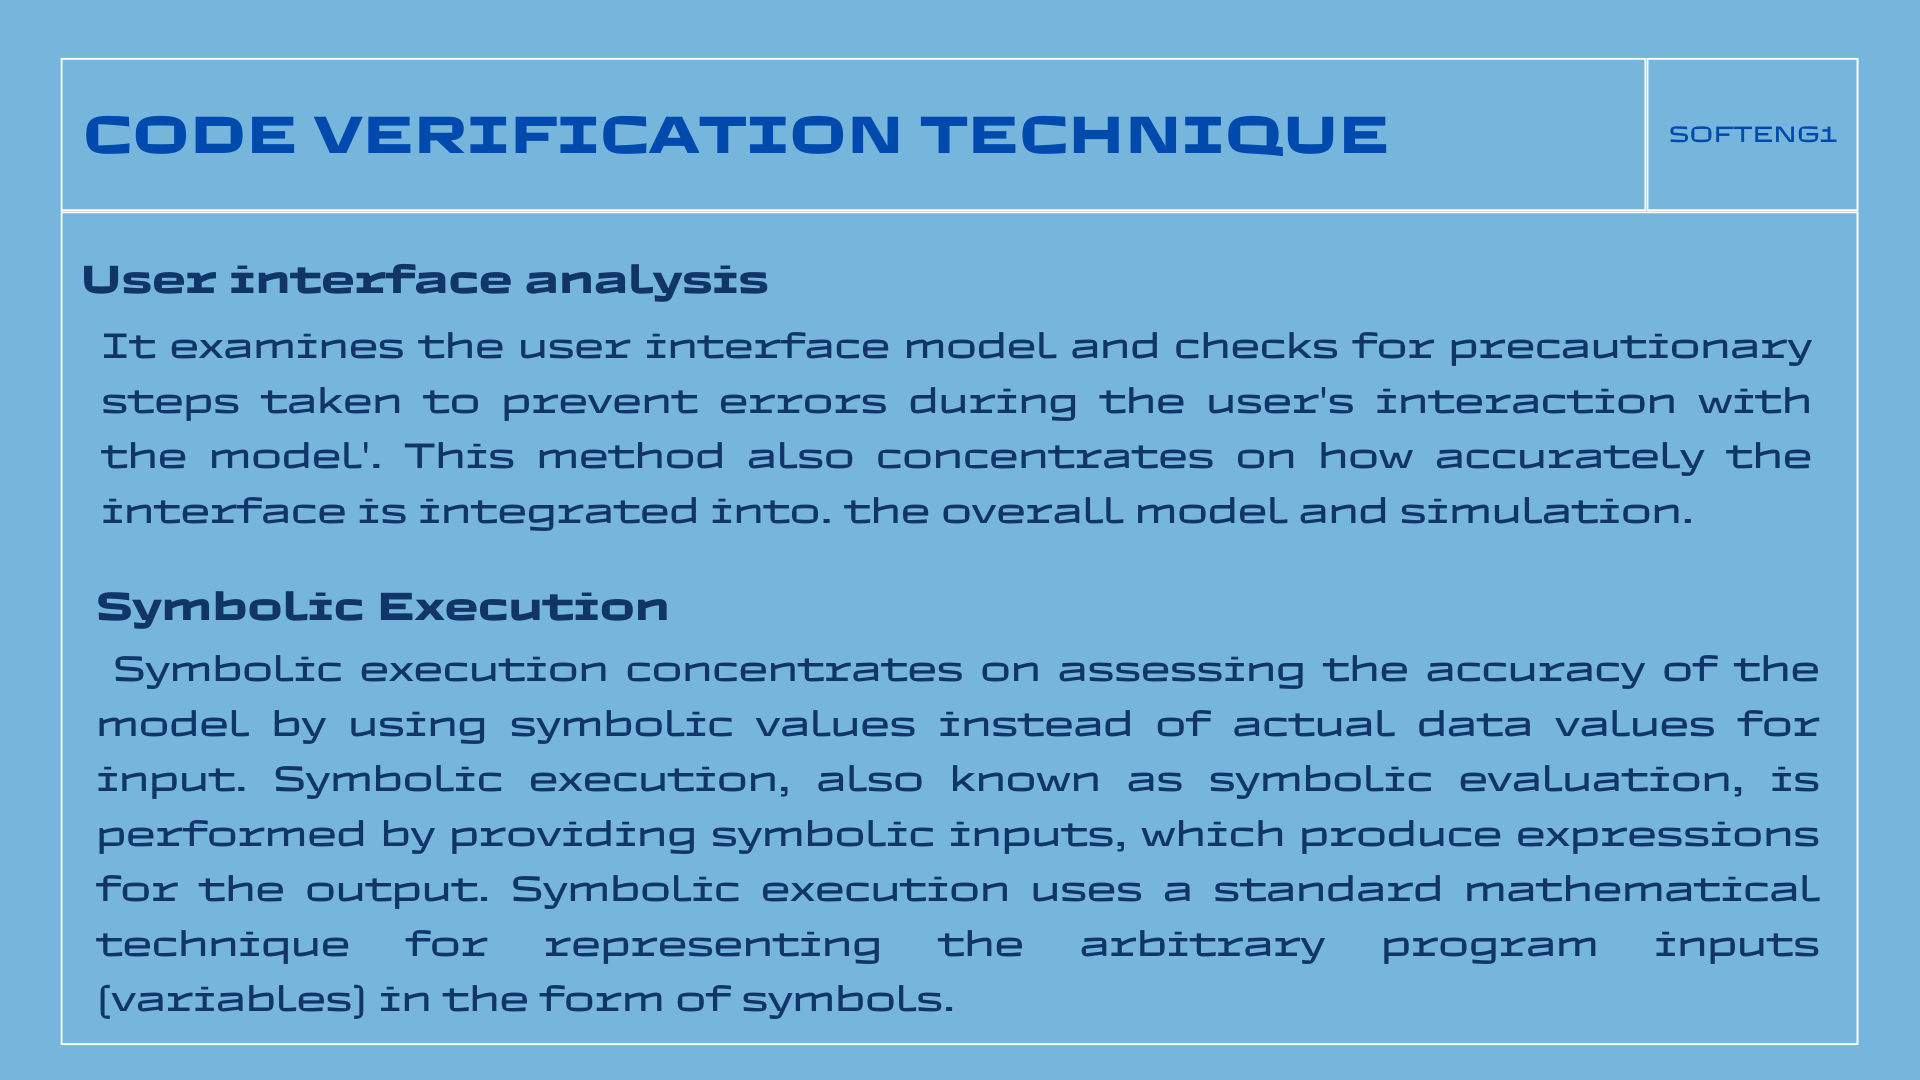 CODE VERIFICATION TECHNIQUE
SOFTENG1
User interface analysis
It examines the user interface model and checks for precautionary
steps taken to prevent errors during the user's interaction with
the model'. This method also concentrates on how accurately the
interface is integrated into. the overall model and simulation.
Symbolic Execution
Symbolic execution concentrates on assessing the accuracy of the
model by using symbolic values instead of actual data values for
input. Symbolic execution, also known as symbolic evaluation, is
performed by providing symbolic inputs, which produce expressions
for the output. Symbolic execution uses a standard mathematical
technique for representing the arbitrary program inputs
(variables) in the form of symbols.